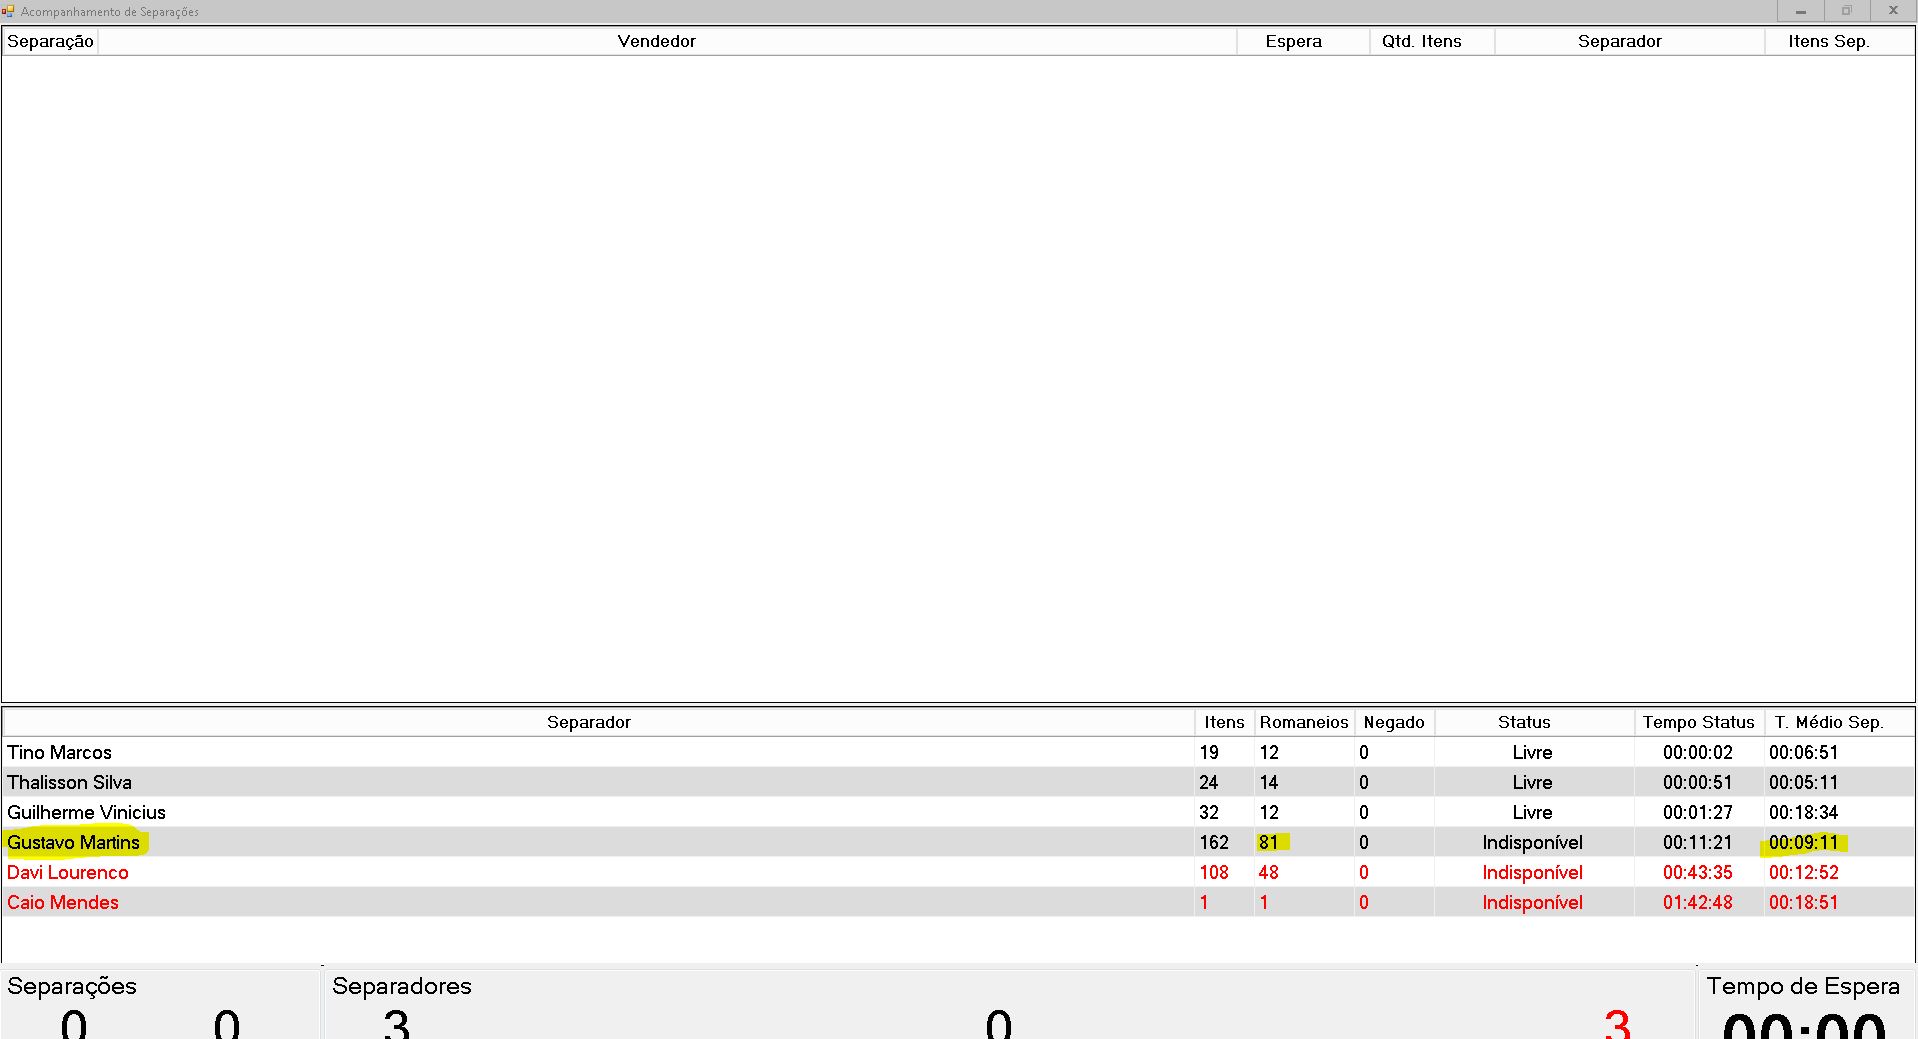 Acompanhamento de Separações
Separação Vendedor Espera Qtd. Itens Separador Itens Sep.
Separador Itens Romaneios Negado Status Tempo Status T. Médio Sep.
Tino Marcos 19 12 0 Livre 00:00:02 00:06:51
Thalisson Silva 24 14 0 Livre 00:00:51 00:05:11
Guilherme Vinicius 32 12 0 Livre 00:01:27 00:18:34
Gustavo Martins 162 81 0 Indisponível 00:11:21 00:09:11
Davi Lourenco 108 48 0 Indisponível 00:43:35 00:12:52
Caio Mendes 1 1 0 Indisponível 01:42:48 00:18:51
Separações Separadores Tempo de Espera
0 0 3 0 3 00:00